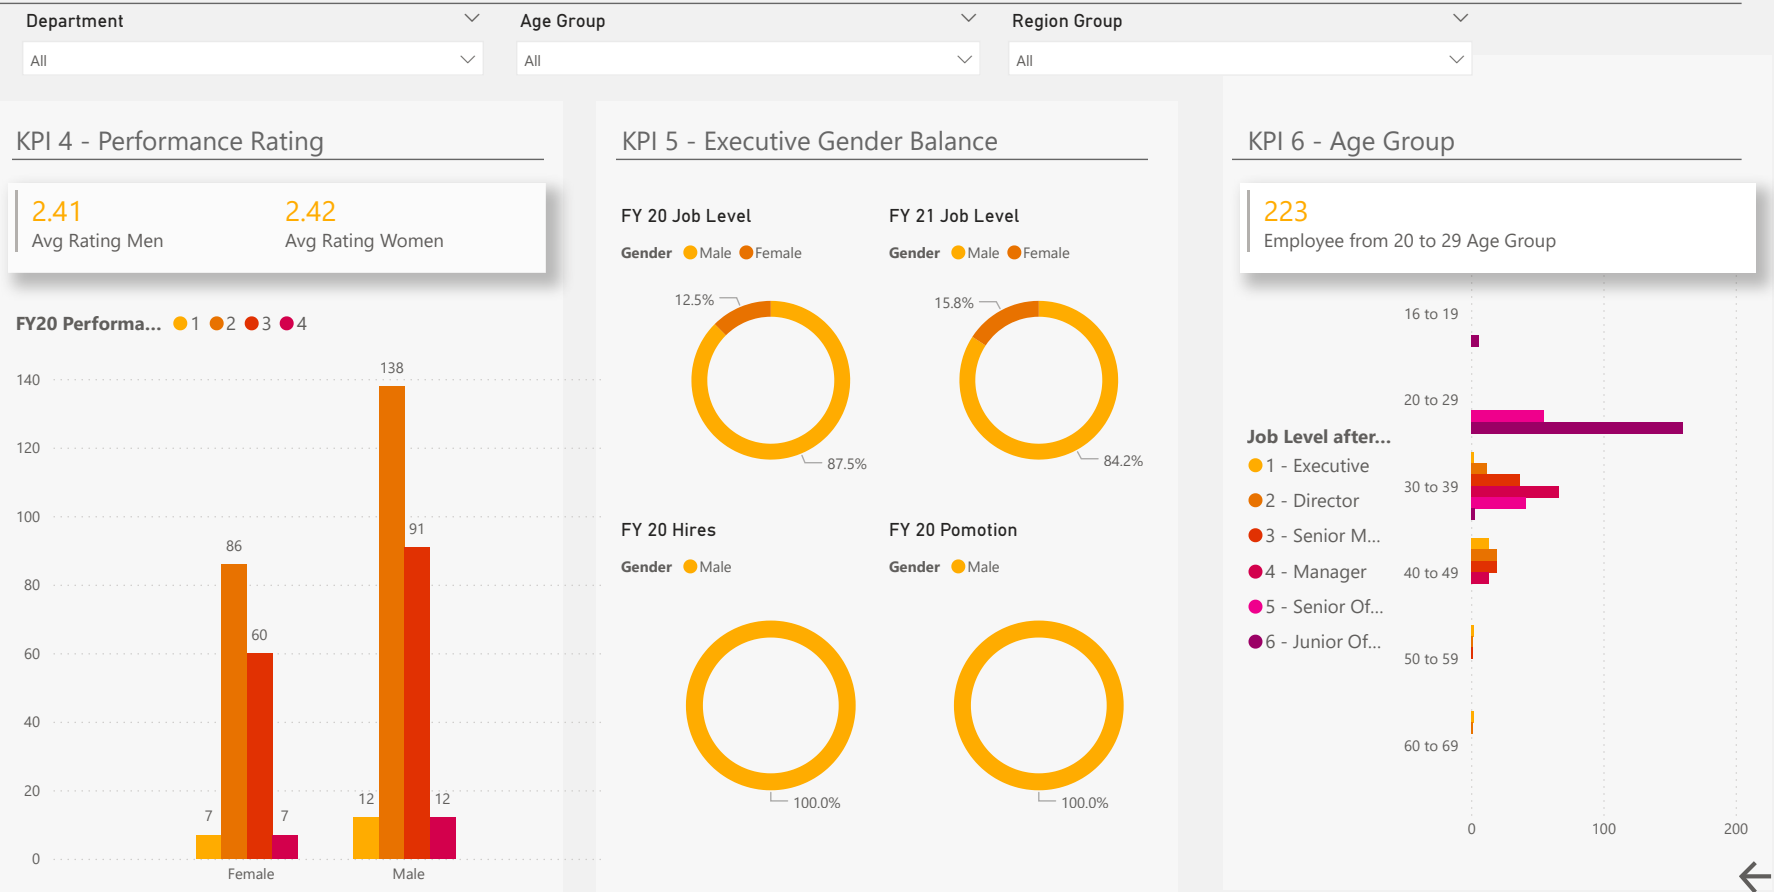 Department
Age Group
Region Group
All
All
All
KPI 4 - Performance Rating
2.41
Avg Rating Men
2.42
Avg Rating Women
FY20 Performa... 1 2 3 4
140
120
100
80
60
40
20
0
7
86
60
7
12
138
91
12
Female
Male
KPI 5 - Executive Gender Balance
FY 20 Job Level
Gender Male Female
12.5%
87.5%
FY 21 Job Level
Gender Male Female
15.8%
84.2%
FY 20 Hires
Gender Male
100.0%
FY 20 Pomotion
Gender Male
100.0%
KPI 6 - Age Group
223
Employee from 20 to 29 Age Group
Job Level after...
1 - Executive
2 - Director
3 - Senior M...
4 - Manager
5 - Senior Of...
6 - Junior Of...
16 to 19
20 to 29
30 to 39
40 to 49
50 to 59
60 to 69
0
100
200